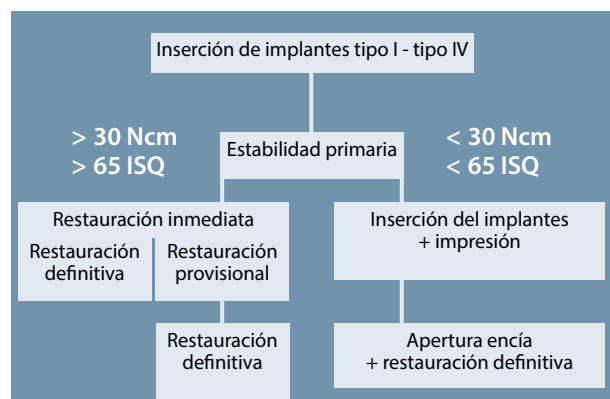 Inserción de implantes tipo I - tipo IV
> 30 Ncm
> 65 ISQ
Estabilidad primaria
< 30 Ncm
< 65 ISQ
Restauración inmediata
Restauración
definitiva
Restauración
provisional
Inserción del implantes
+ impresión
Restauración
definitiva
Apertura encía
+ restauración definitiva